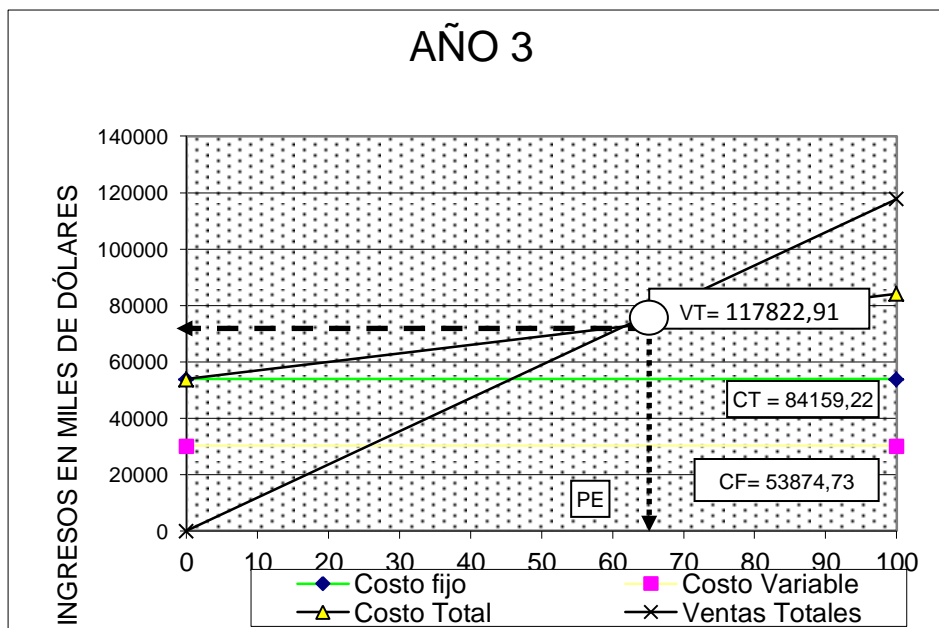 AÑO 3
INGRESOS EN MILES DE DÓLARES
140000
120000
100000
80000
60000
40000
20000
0
VT= 117822,91
CT = 84159,22
CF= 53874,73
PE
0 10 20 30 40 50 60 70 80 90 100
Costo fijo
Costo Variable
Costo Total
Ventas Totales